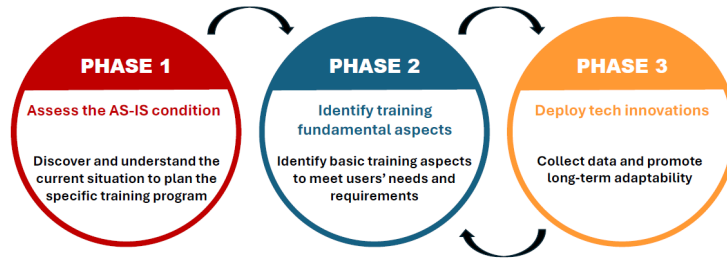 PHASE 1
Assess the AS-IS condition
Discover and understand the
current situation to plan the
specific training program
PHASE 2
Identify training
fundamental aspects
Identify basic training aspects
to meet users' needs and
requirements
PHASE 3
Deploy tech innovations
Collect data and promote
long-term adaptability